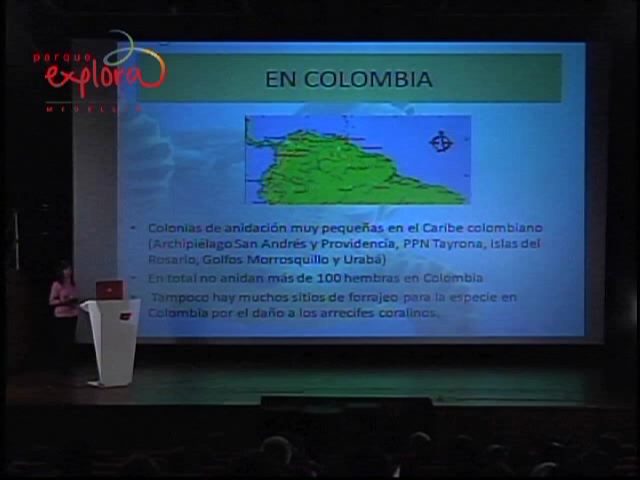 parque
explora
MEDELLÍN
EN COLOMBIA
• Colonias de anidación muy pequeñas en el Caribe colombiano
(Archipiélago San Andrés y Providencia, PPN Tayrona, Islas del
Rosario, Golfos Morrosquillo y Urabá)
• En total no anidan más de 100 hembras en Colombia
• Tampoco hay muchos sitios de forrajeo para la especie en
Colombia por el daño a los arrecifes coralinos.